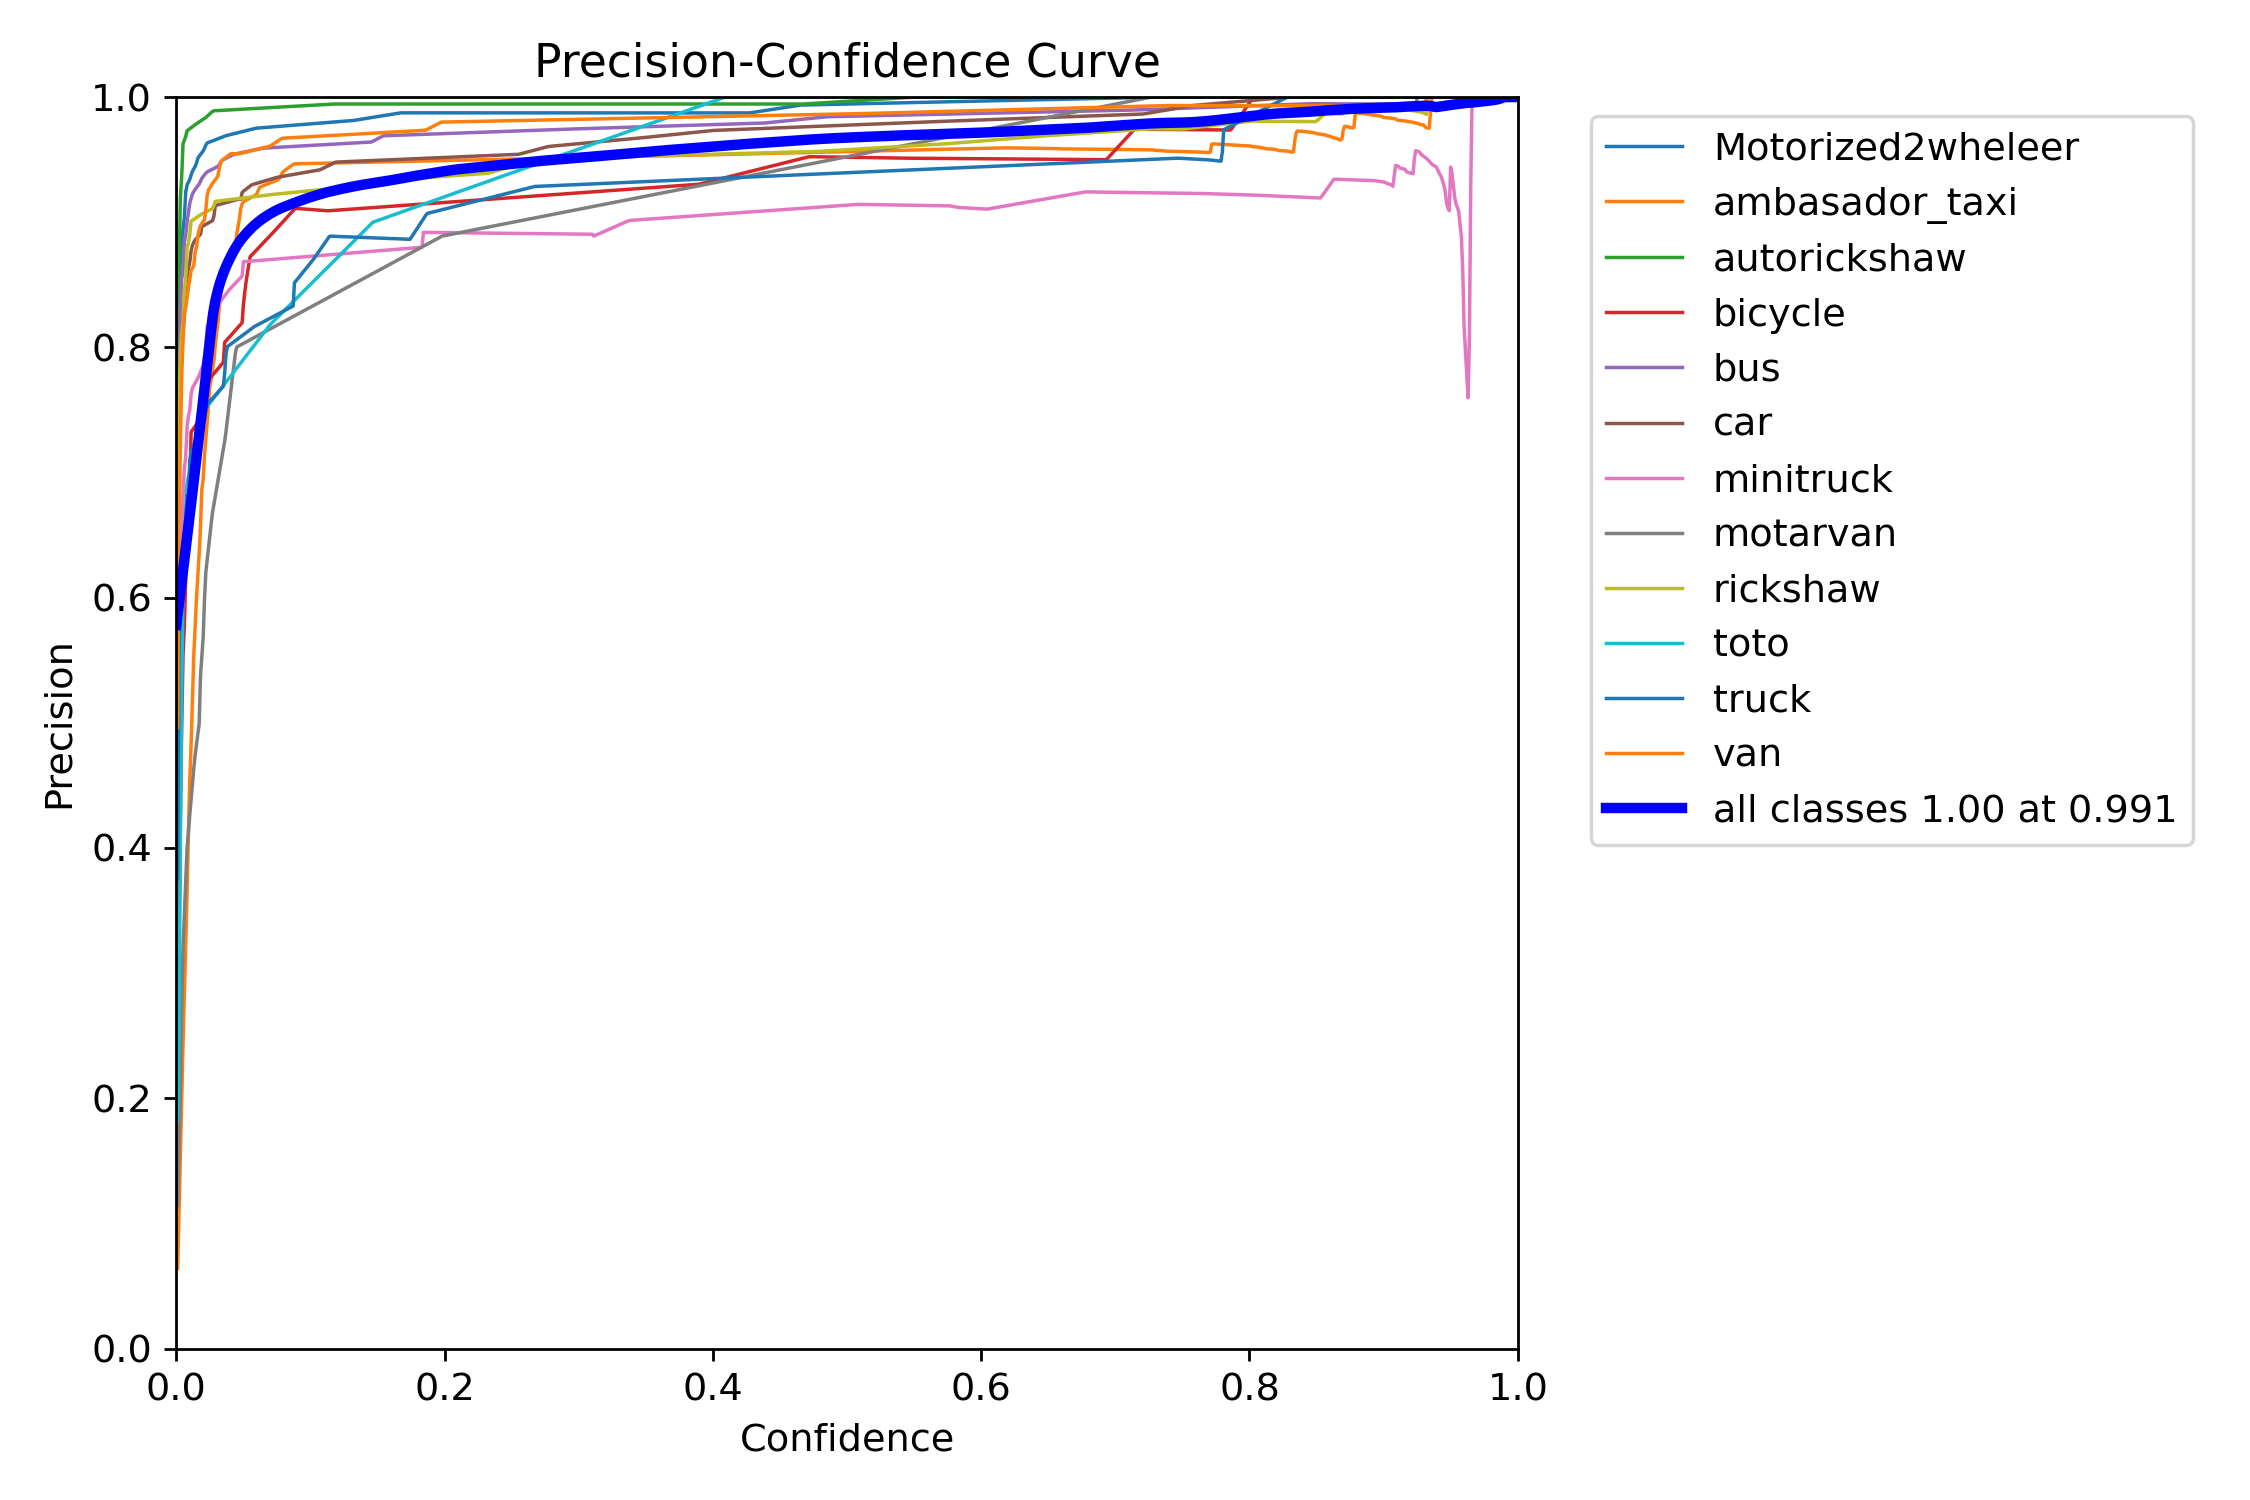 Precision-Confidence Curve
1.0
0.8
0.6
0.4
0.2
0.0
Precision
0.0 0.2 0.4 0.6 0.8 1.0
Confidence
Motorized2wheleer
ambasador_taxi
autorickshaw
bicycle
bus
car
minitruck
motarvan
rickshaw
toto
truck
van
all classes 1.00 at 0.991